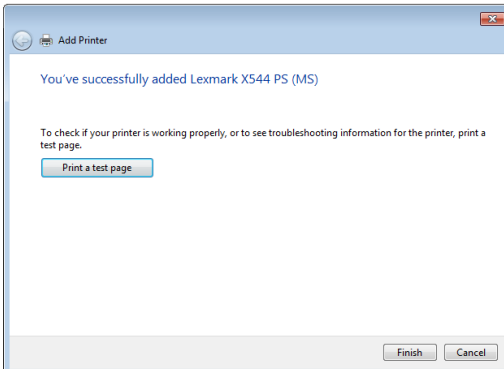 Add Printer
You've successfully added Lexmark X544 PS (MS)
To check if your printer is working properly, or to see troubleshooting information for the printer, print a
test page.
Print a test page
Finish
Cancel